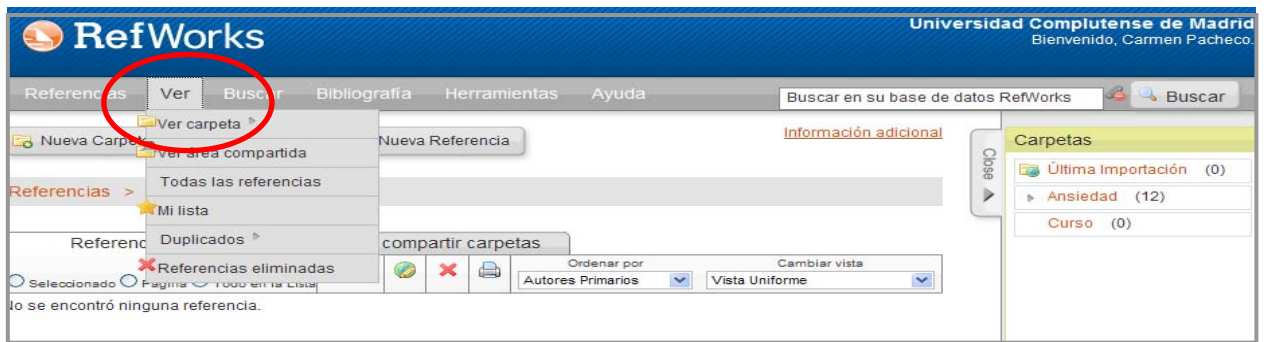 RefWorks
Universidad Complutense de Madrid
Bienvenido, Carmen Pacheco.
Referencias Ver Buscar Bibliografía Herramientas Ayuda
Buscar en su base de datos RefWorks Buscar
Ver carpeta
Nueva Carpeta Nueva Referencia
Información adicional
Close
Carpetas
Ver área compartida
Última Importación (0)
Todas las referencias
Referencias >
Ansiedad (12)
Mi lista
Curso (0)
Duplicados
compartir carpetas
Referencias eliminadas
Ordenar por
Cambiar vista
Seleccionado Página Todo en la Lista
Autores Primarios
Vista Uniforme
No se encontró ninguna referencia.